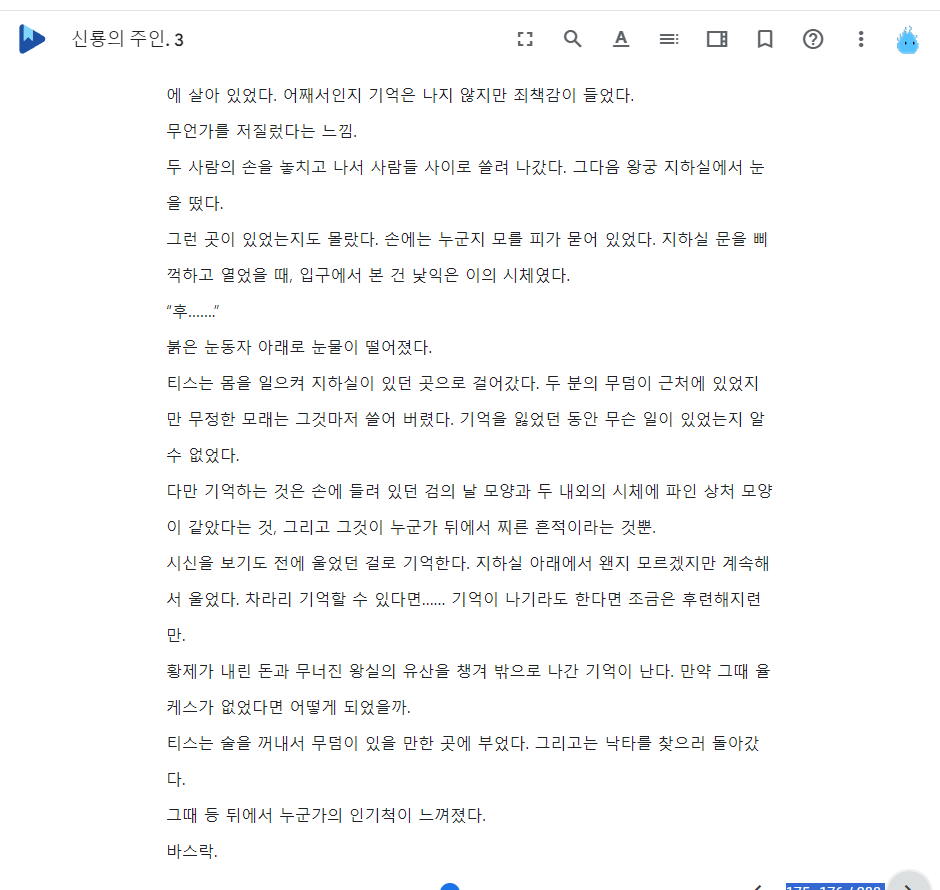 신룡의 주인. 3
에 살아 있었다. 어째서인지 기억은 나지 않지만 죄책감이 들었다.
무언가를 저질렀다는 느낌.
두 사람의 손을 놓치고 나서 사람들 사이로 쓸려 나갔다. 그다음 왕궁 지하실에서 눈
을 떴다.
그런 곳이 있었는지도 몰랐다. 손에는 누군지 모를 피가 묻어 있었다. 지하실 문을 삐
꺽하고 열었을 때, 입구에서 본 건 낯익은 이의 시체였다.
“후…….”
붉은 눈동자 아래로 눈물이 떨어졌다.
티스는 몸을 일으켜 지하실이 있던 곳으로 걸어갔다. 두 분의 무덤이 근처에 있었지
만 무정한 모래는 그것마저 쓸어 버렸다. 기억을 잃었던 동안 무슨 일이 있었는지 알
수 없었다.
다만 기억하는 것은 손에 들려 있던 검의 날 모양과 두 내외의 시체에 파인 상처 모양
이 같았다는 것, 그리고 그것이 누군가 뒤에서 찌른 흔적이라는 것뿐.
시신을 보기도 전에 울었던 걸로 기억한다. 지하실 아래에서 왠지 모르겠지만 계속해
서 울었다. 차라리 기억할 수 있다면…… 기억이 나기라도 한다면 조금은 후련해지련
만.
황제가 내린 돈과 무너진 왕실의 유산을 챙겨 밖으로 나간 기억이 난다. 만약 그때 율
케스가 없었다면 어떻게 되었을까.
티스는 술을 꺼내서 무덤이 있을 만한 곳에 부었다. 그리고는 낙타를 찾으러 돌아갔
다.
그때 등 뒤에서 누군가의 인기척이 느껴졌다.
바스락.